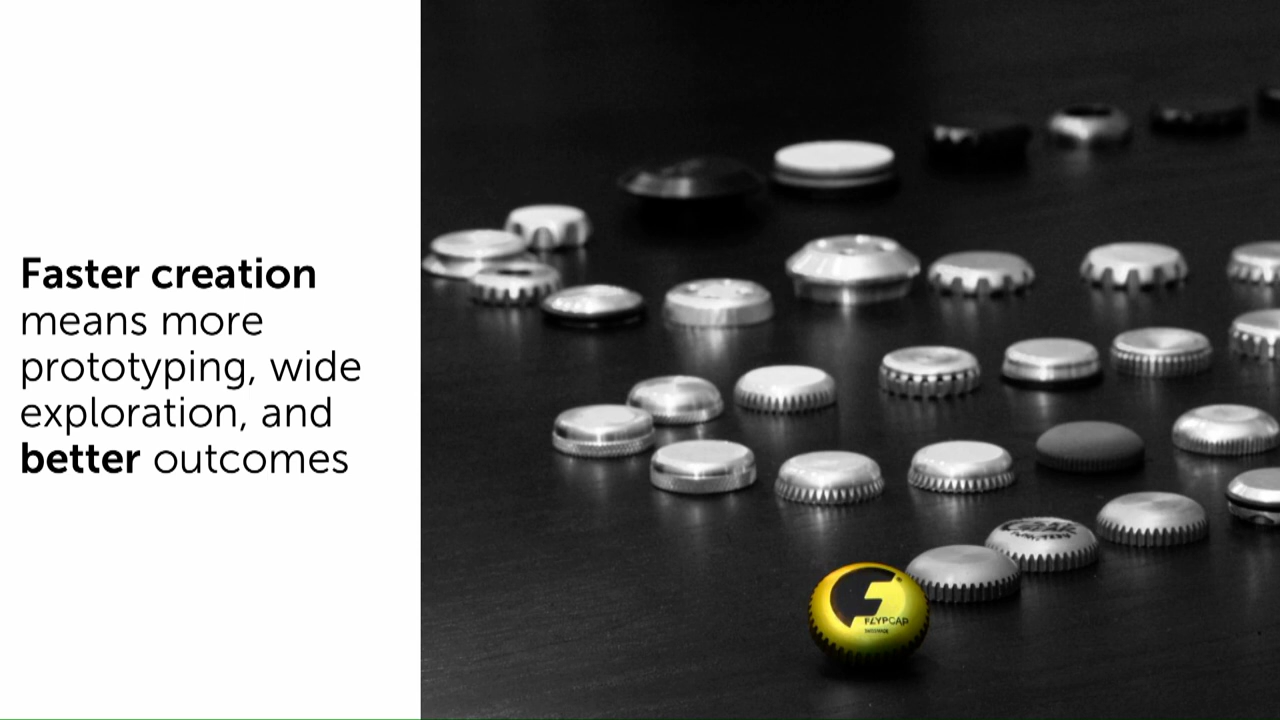 Faster creation
means more
prototyping, wide
exploration, and
better outcomes
FLYPCAP